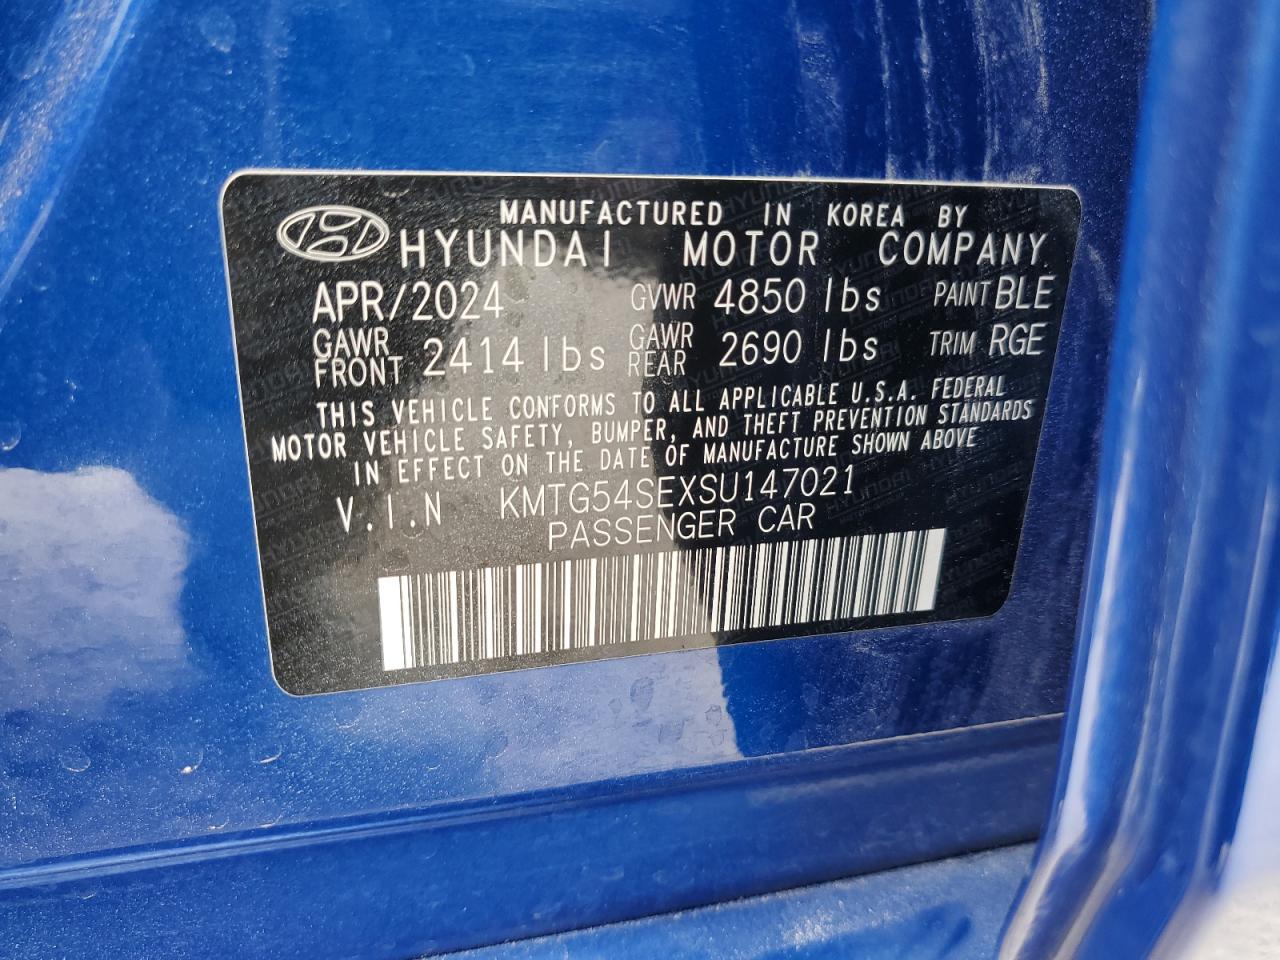 MANUFACTURED IN KOREA BY
HYUNDAI MOTOR COMPANY
APR/2024 GVWR 4850 lbs PAINT BLE
GAWR FRONT 2414 lbs GAWR REAR 2690 lbs TRIM RGE
THIS VEHICLE CONFORMS TO ALL APPLICABLE U.S.A. FEDERAL
MOTOR VEHICLE SAFETY, BUMPER, AND THEFT PREVENTION STANDARDS
IN EFFECT ON THE DATE OF MANUFACTURE SHOWN ABOVE
V.I.N KMTG54SEXSU147021
PASSENGER CAR